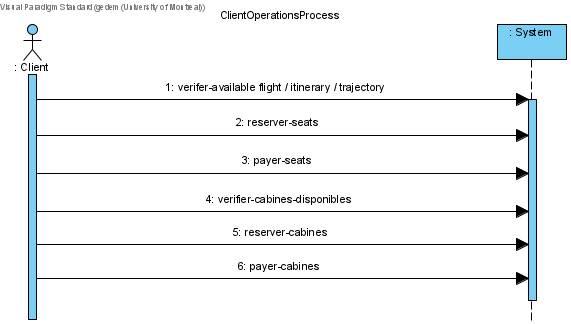 Visual Paradigm Standard (gedem (University of Montreal))
ClientOperationsProcess
: Client
: System
1: verifer-available flight / itinerary / trajectory
2: reserver-seats
3: payer-seats
4: verifier-cabines-disponibles
5: reserver-cabines
6: payer-cabines